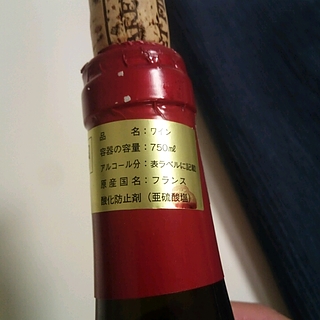 品　　名：ワイン
容器の容量：750㎖
アルコール分：表ラベルに記載
原産国名：フランス
酸化防止剤（亜硫酸塩）